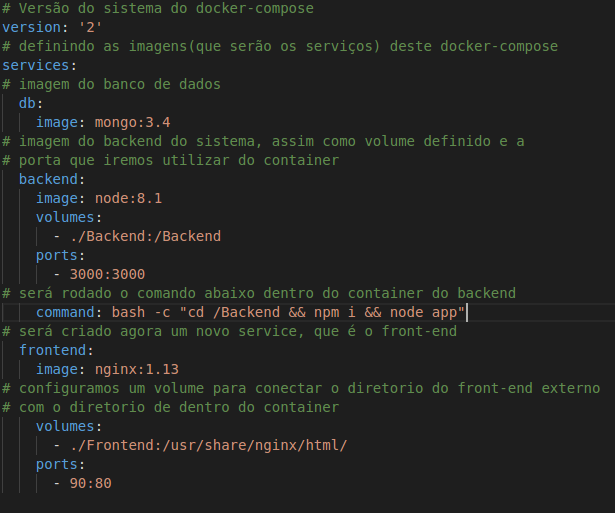 # Versão do sistema do docker-compose
version: '2'
# definindo as imagens(que serão os serviços) deste docker-compose
services:
# imagem do banco de dados
  db:
    image: mongo:3.4
# imagem do backend do sistema, assim como volume definido e a
# porta que iremos utilizar do container
  backend:
    image: node:8.1
    volumes:
      - ./Backend:/Backend
    ports:
      - 3000:3000
# será rodado o comando abaixo dentro do container do backend
    command: bash -c "cd /Backend && npm i && node app"
# será criado agora um novo service, que é o front-end
  frontend:
    image: nginx:1.13
# configuramos um volume para conectar o diretorio do front-end externo
# com o diretorio de dentro do container
    volumes:
      - ./Frontend:/usr/share/nginx/html/
    ports:
      - 90:80